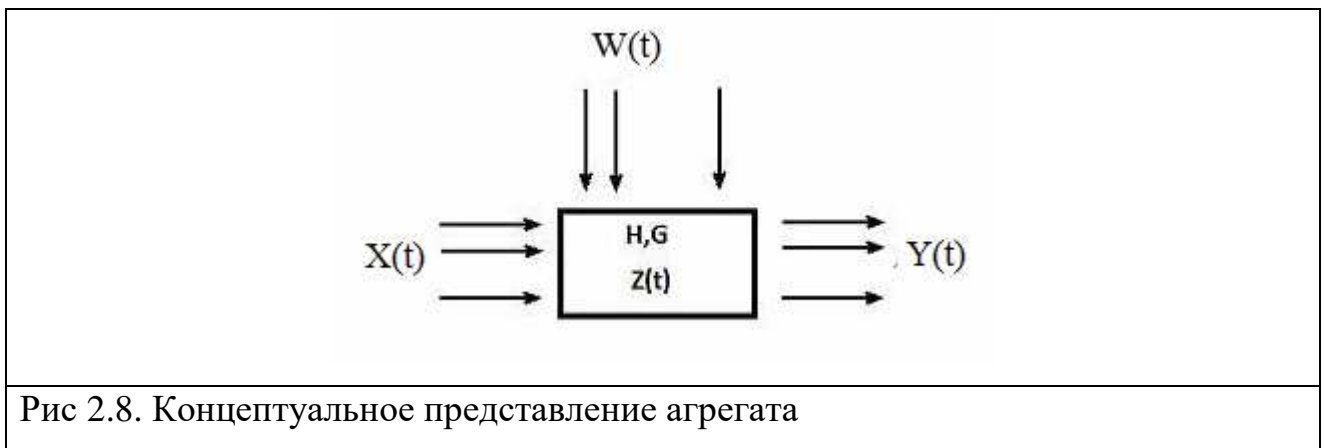 W(t)
H,G
X(t)
Z(t)
, Y(t)
Рис 2.8. Концептуальное представление агрегата